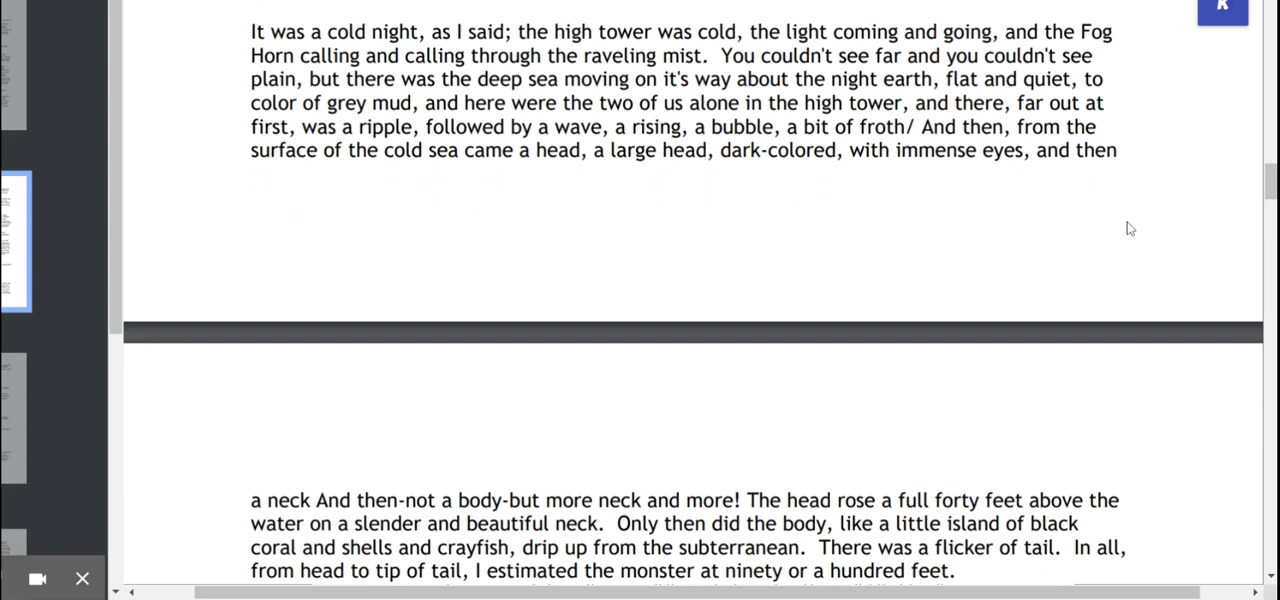 It was a cold night, as I said; the high tower was cold, the light coming and going, and the Fog
Horn calling and calling through the raveling mist.  You couldn't see far and you couldn't see
plain, but there was the deep sea moving on it's way about the night earth, flat and quiet, to
color of grey mud, and here were the two of us alone in the high tower, and there, far out at
first, was a ripple, followed by a wave, a rising, a bubble, a bit of froth/ And then, from the
surface of the cold sea came a head, a large head, dark-colored, with immense eyes, and then
a neck And then-not a body-but more neck and more! The head rose a full forty feet above the
water on a slender and beautiful neck.  Only then did the body, like a little island of black
coral and shells and crayfish, drip up from the subterranean.  There was a flicker of tail.  In all,
from head to tip of tail, I estimated the monster at ninety or a hundred feet.